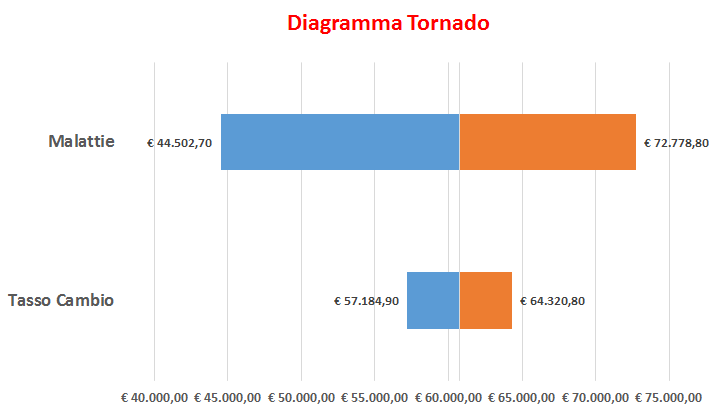 Diagramma Tornado
Malattie
€ 44.502,70
€ 72.778,80
Tasso Cambio
€ 57.184,90
€ 64.320,80
€ 40.000,00 € 45.000,00 € 50.000,00 € 55.000,00 € 60.000,00 € 65.000,00 € 70.000,00 € 75.000,00